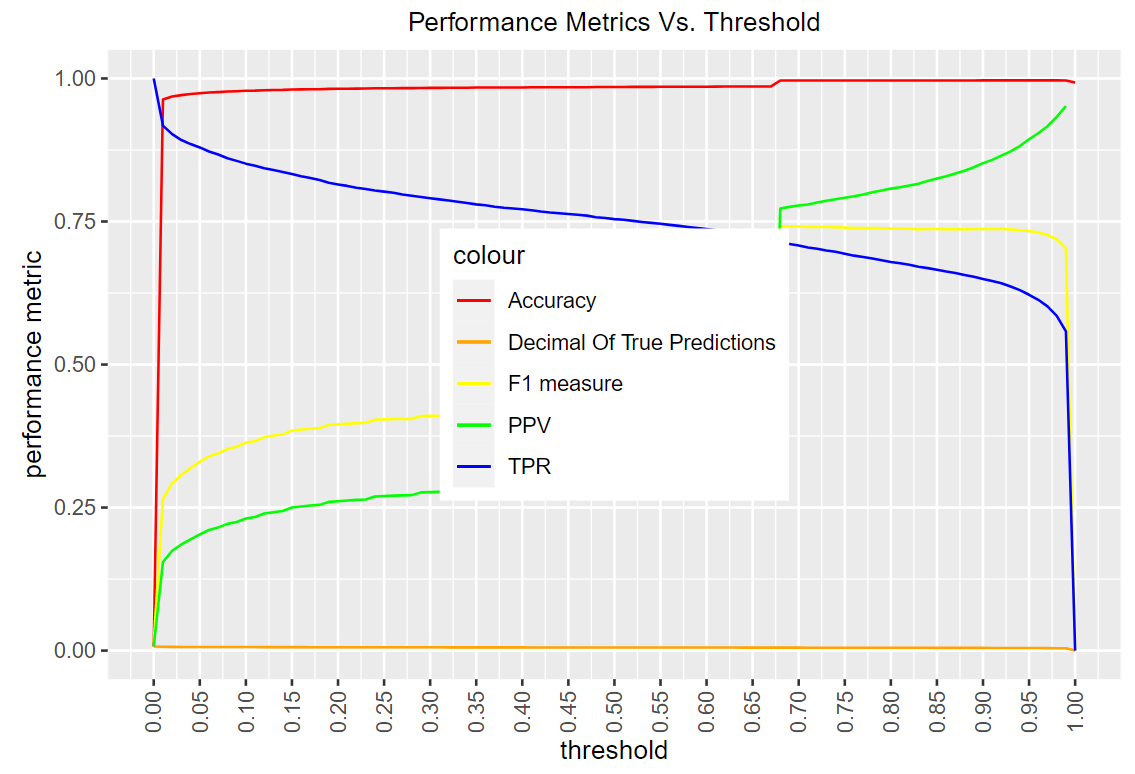 Performance Metrics Vs. Threshold
performance metric
1.00
0.75
0.50
0.25
0.00
colour
Accuracy
Decimal Of True Predictions
F1 measure
PPV
TPR
0.00 0.05 0.10 0.15 0.20 0.25 0.30 0.35 0.40 0.45 0.50 0.55 0.60 0.65 0.70 0.75 0.80 0.85 0.90 0.95 1.00
threshold